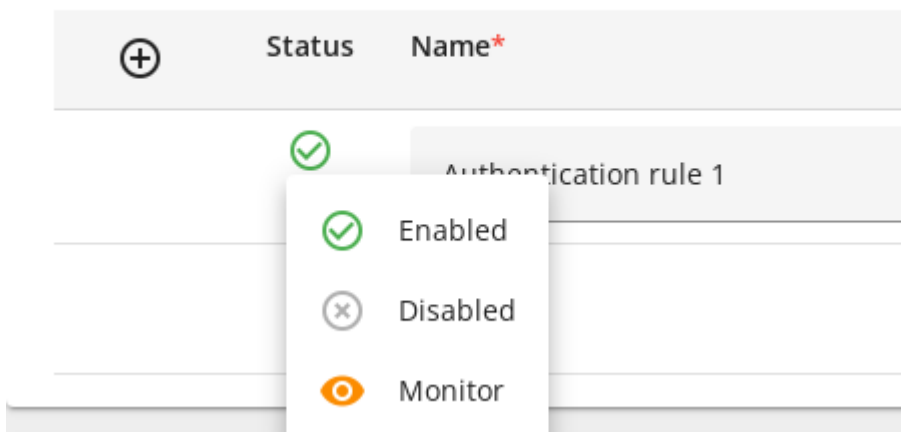 Status Name*
Authentication rule 1
Enabled
Disabled
Monitor